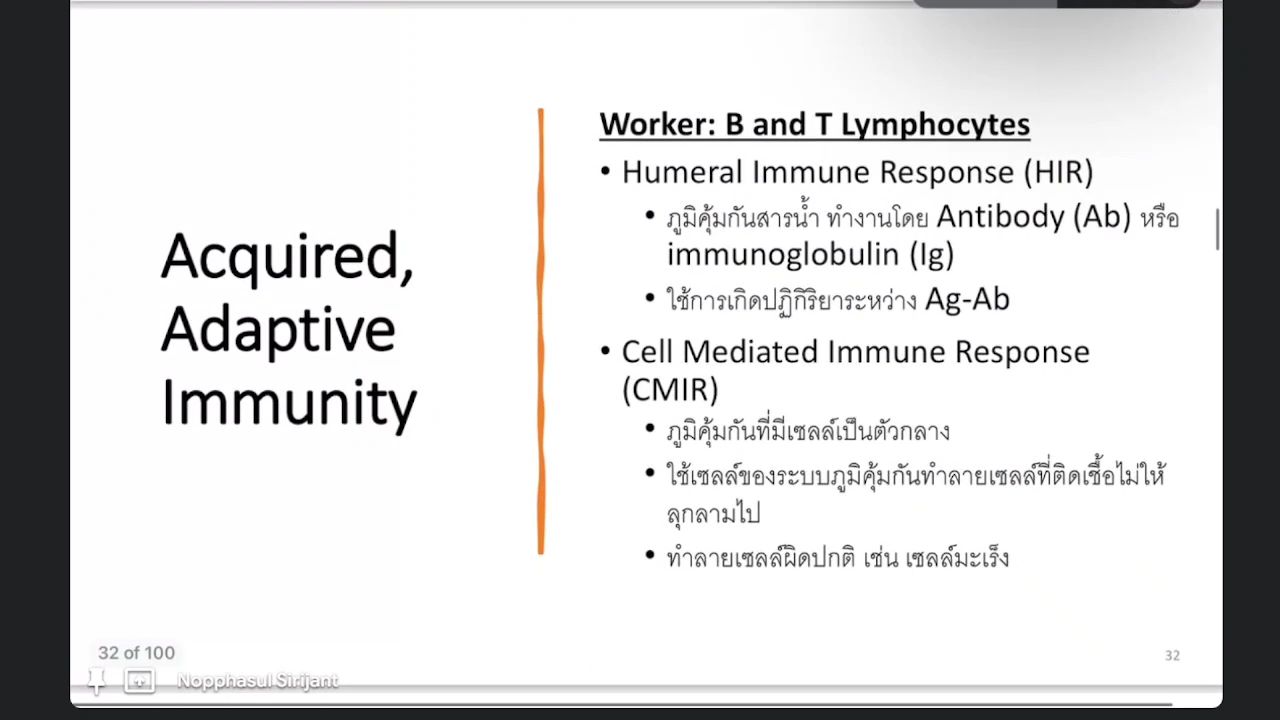 Acquired,
Adaptive
Immunity
Worker: B and T Lymphocytes
• Humeral Immune Response (HIR)
• ภูมิคุ้มกันสารน้ำ ทำงานโดย Antibody (Ab) หรือ
immunoglobulin (Ig)
• ใช้การเกิดปฏิกิริยาระหว่าง Ag-Ab
• Cell Mediated Immune Response
(CMIR)
• ภูมิคุ้มกันที่มีเซลล์เป็นตัวกลาง
• ใช้เซลล์ของระบบภูมิคุ้มกันทำลายเซลล์ที่ติดเชื้อไม่ให้
ลุกลามไป
• ทำลายเซลล์ผิดปกติ เช่น เซลล์มะเร็ง
32 of 100
32
Nopphasul Sirijant